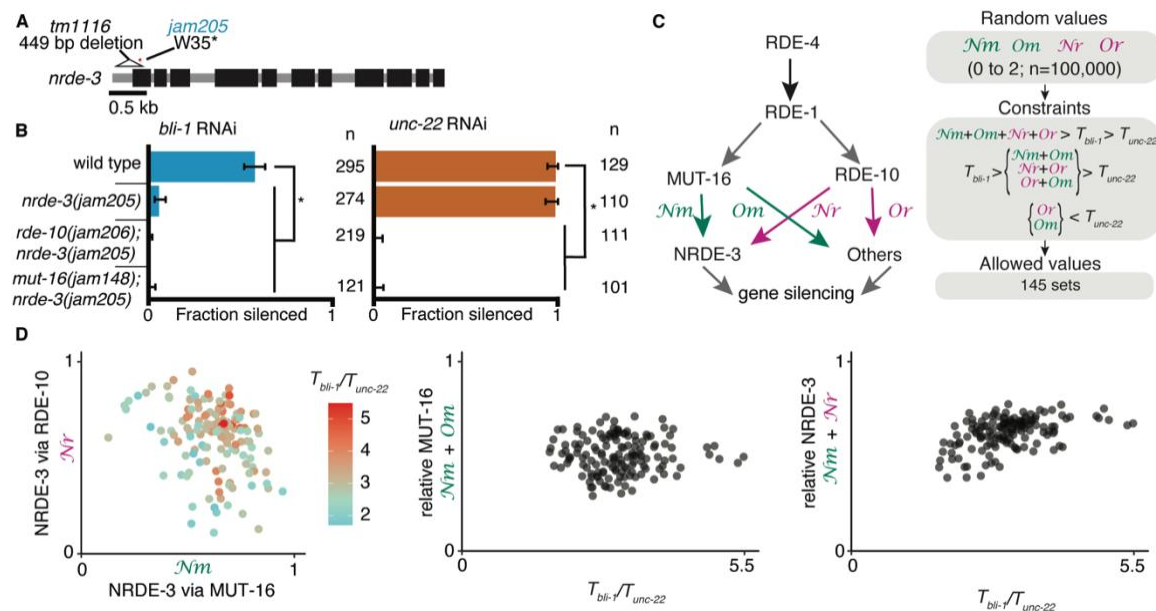 A
tm1116
449 bp deletion
jam205
W35*
nrde-3
0.5 kb
B
bli-1 RNAi
n
unc-22 RNAi
n
wild type
295
129
nrde-3(jam205)
274
110
*
*
rde-10(jam206);
nrde-3(jam205)
219
111
mut-16(jam148);
nrde-3(jam205)
121
101
0 Fraction silenced 1
0 Fraction silenced 1
C
RDE-4
RDE-1
MUT-16
RDE-10
Nm Om Nr Or
NRDE-3
Others
gene silencing
Random values
Nm Om Nr Or
(0 to 2; n=100,000)
Constraints
Nm+Om+Nr+Or > Tbli-1 > Tunc-22
Nm+Om
Tbli-1 > { Nr+Or } > Tunc-22
Or+Om
{ Or
Om } < Tunc-22
Allowed values
145 sets
D
1
NRDE-3 via RDE-10
Nr
0
0 Nm 1
NRDE-3 via MUT-16
Tbli-1/Tunc-22
5
4
3
2
1
relative MUT-16
Nm + Om
0
0 5.5
Tbli-1/Tunc-22
1
relative NRDE-3
Nm + Nr
0
0 5.5
Tbli-1/Tunc-22